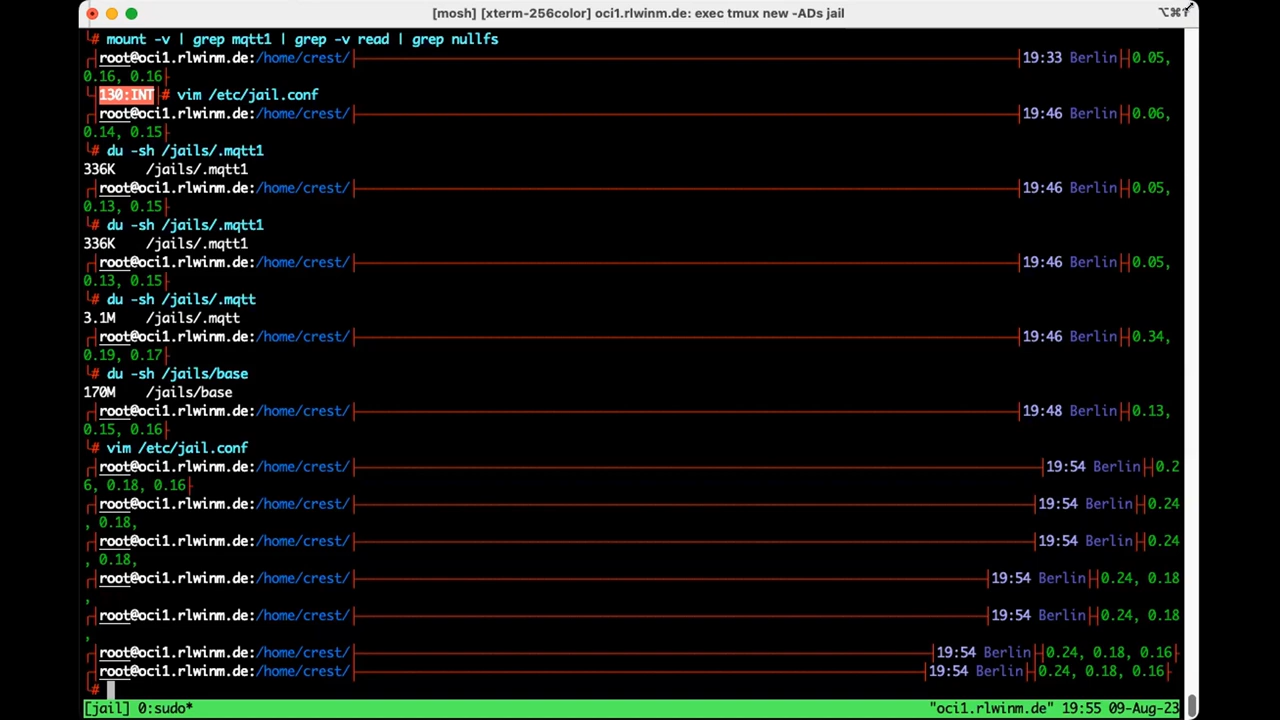 [mosh] [xterm-256color] oci1.rlwinm.de: exec tmux new -ADs jail
# mount -v | grep mqtt1 | grep -v read | grep nullfs
root@oci1.rlwinm.de:/home/crest/ 19:33 Berlin 0.05,
0.16, 0.16
130:INT # vim /etc/jail.conf
root@oci1.rlwinm.de:/home/crest/ 19:46 Berlin 0.06,
0.14, 0.15
# du -sh /jails/.mqtt1
336K /jails/.mqtt1
root@oci1.rlwinm.de:/home/crest/ 19:46 Berlin 0.05,
0.13, 0.15
# du -sh /jails/.mqtt1
336K /jails/.mqtt1
root@oci1.rlwinm.de:/home/crest/ 19:46 Berlin 0.05,
0.13, 0.15
# du -sh /jails/.mqtt
3.1M /jails/.mqtt
root@oci1.rlwinm.de:/home/crest/ 19:46 Berlin 0.34,
0.19, 0.17
# du -sh /jails/base
170M /jails/base
root@oci1.rlwinm.de:/home/crest/ 19:48 Berlin 0.13,
0.15, 0.16
# vim /etc/jail.conf
root@oci1.rlwinm.de:/home/crest/ 19:54 Berlin 0.2
6, 0.18, 0.16
root@oci1.rlwinm.de:/home/crest/ 19:54 Berlin 0.24
, 0.18,
root@oci1.rlwinm.de:/home/crest/ 19:54 Berlin 0.24
, 0.18,
root@oci1.rlwinm.de:/home/crest/ 19:54 Berlin 0.24, 0.18
,
root@oci1.rlwinm.de:/home/crest/ 19:54 Berlin 0.24, 0.18
,
root@oci1.rlwinm.de:/home/crest/ 19:54 Berlin 0.24, 0.18, 0.16
root@oci1.rlwinm.de:/home/crest/ 19:54 Berlin 0.24, 0.18, 0.16
#
[jail] 0:sudo* "oci1.rlwinm.de" 19:55 09-Aug-23